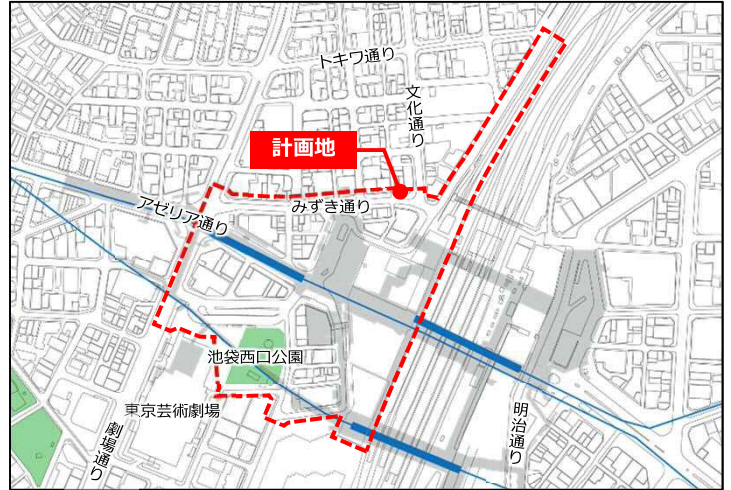 トキワ通り
文化通り
計画地
みずき通り
アゼリア通り
池袋西口公園
東京芸術劇場
劇場通り
明治通り